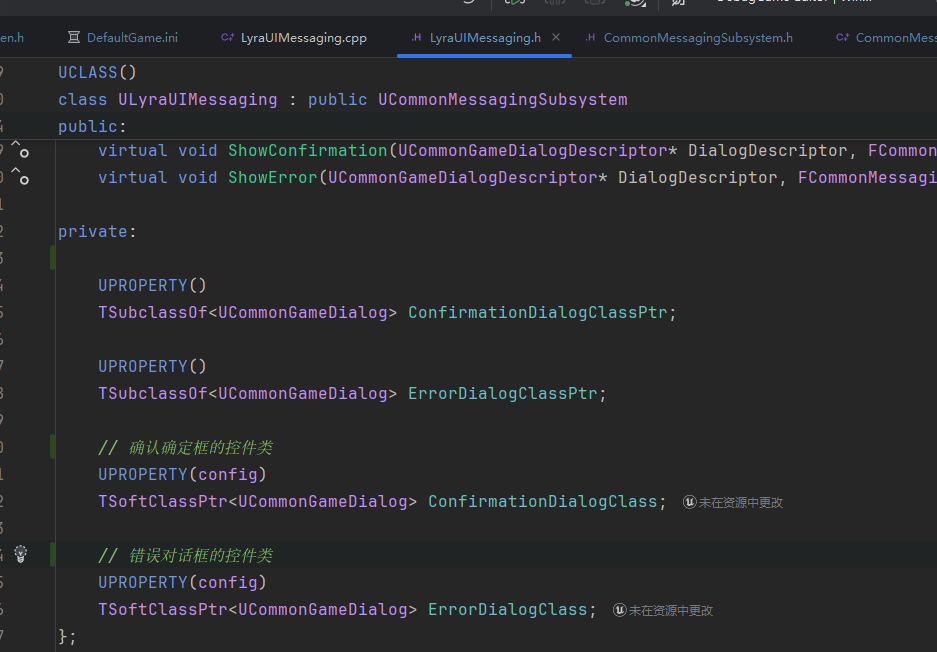 en.h DefaultGame.ini LyraUIMessaging.cpp LyraUIMessaging.h CommonMessagingSubsystem.h CommonMess
UCLASS()
class ULyraUIMessaging : public UCommonMessagingSubsystem
public:
virtual void ShowConfirmation(UCommonGameDialogDescriptor* DialogDescriptor, FCommon
virtual void ShowError(UCommonGameDialogDescriptor* DialogDescriptor, FCommonMessagi
private:
UPROPERTY()
TSubclassOf<UCommonGameDialog> ConfirmationDialogClassPtr;
UPROPERTY()
TSubclassOf<UCommonGameDialog> ErrorDialogClassPtr;
// 确认确定框的控件类
UPROPERTY(config)
TSoftClassPtr<UCommonGameDialog> ConfirmationDialogClass; 未在资源中更改
// 错误对话框的控件类
UPROPERTY(config)
TSoftClassPtr<UCommonGameDialog> ErrorDialogClass; 未在资源中更改
};